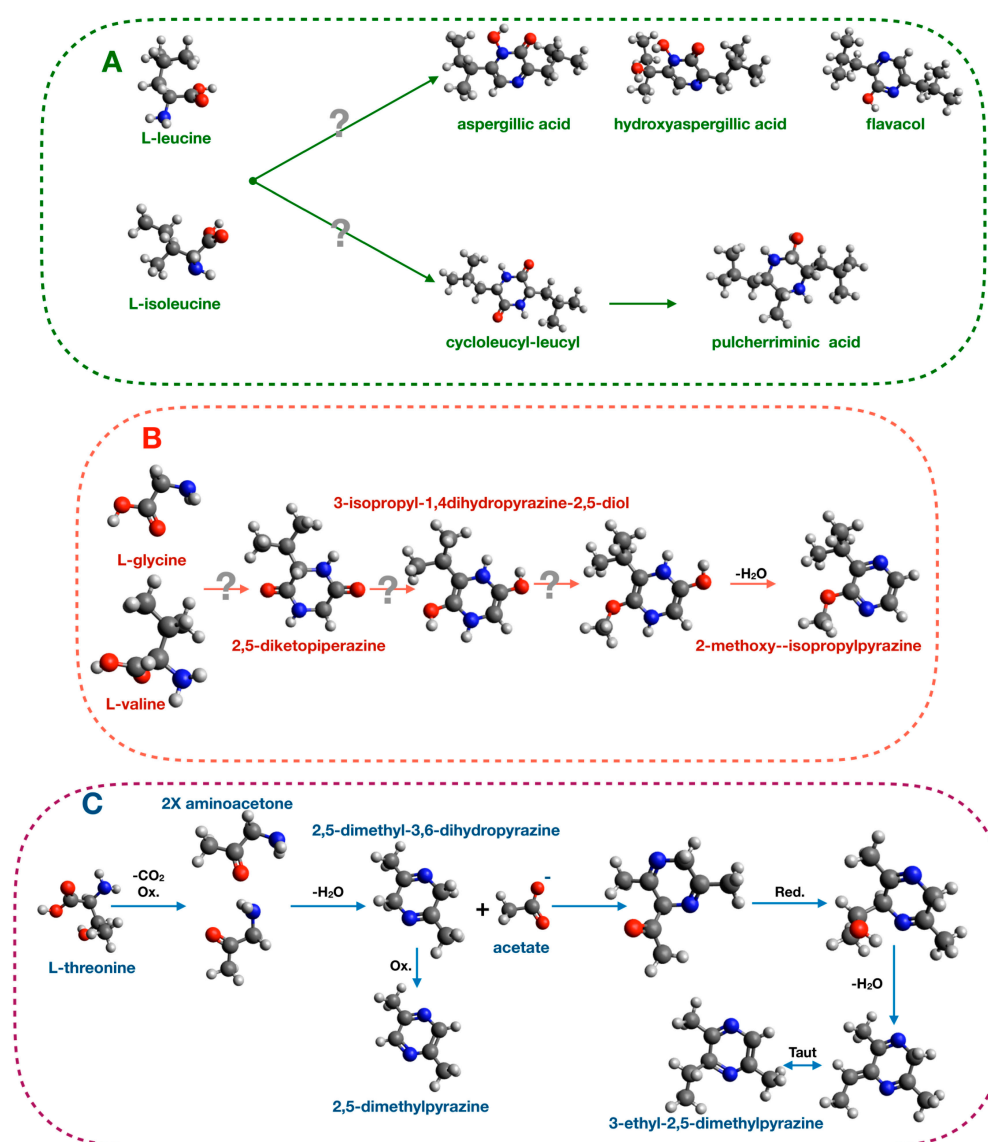 A
L-leucine
?
aspergillic acid
hydroxyaspergillic acid
flavacol
L-isoleucine
?
cycloleucyl-leucyl
pulcherriminic acid
B
L-glycine
3-isopropyl-1,4dihydropyrazine-2,5-diol
?
?
?
-H₂O
L-valine
2,5-diketopiperazine
2-methoxy--isopropylpyrazine
C
2X aminoacetone
2,5-dimethyl-3,6-dihydropyrazine
-CO₂
Ox.
-H₂O
+
-
acetate
Red.
L-threonine
Ox.
-H₂O
Taut
2,5-dimethylpyrazine
3-ethyl-2,5-dimethylpyrazine